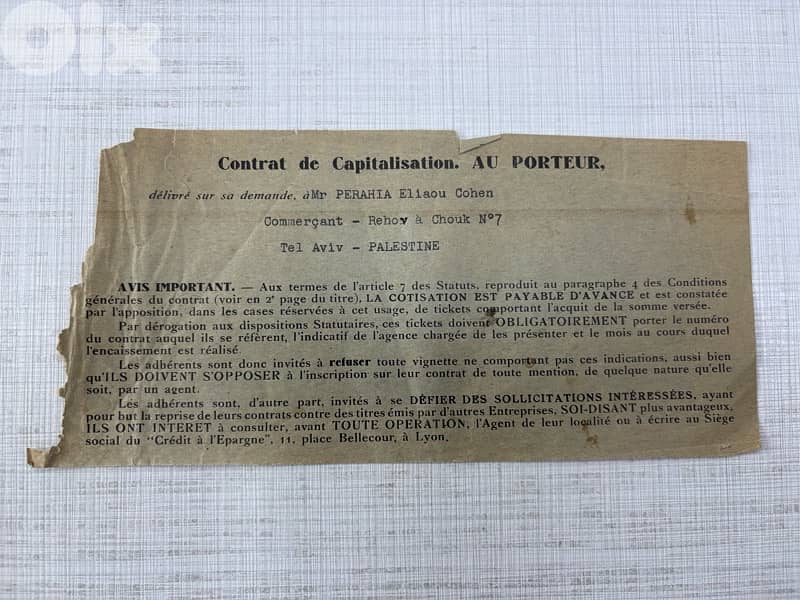 olx
Contrat de Capitalisation. AU PORTEUR,
délivré sur sa demande, à Mr PERAHIA Eliaou Cohen
Commerçant - Rehov à Chouk N°7
Tel Aviv - PALESTINE
AVIS IMPORTANT. — Aux termes de l'article 7 des Statuts, reproduit au paragraphe 4 des Conditions
générales du contrat (voir en 2e page du titre), LA COTISATION EST PAYABLE D'AVANCE et est constatée
par l'apposition, dans les cases réservées à cet usage, de tickets comportant l'acquit de la somme versée.
Par dérogation aux dispositions Statutaires, ces tickets doivent OBLIGATOIREMENT porter le numéro
du contrat auquel ils se réfèrent, l'indicatif de l'agence chargée de les présenter et le mois au cours duquel
l'encaissement est réalisé.
Les adhérents sont donc invités à refuser toute vignette ne comportant pas ces indications, aussi bien
qu'ILS DOIVENT S'OPPOSER à l'inscription sur leur contrat de toute mention, de quelque nature qu'elle
soit, par un agent.
Les adhérents sont, d'autre part, invités à se DÉFIER DES SOLLICITATIONS INTÉRESSÉES, ayant
pour but la reprise de leurs contrats contre des titres émis par d'autres Entreprises, SOI-DISANT plus avantageux,
ILS ONT INTERET à consulter, avant TOUTE OPERATION, l'Agent de leur localité ou à écrire au Siège
social du "Crédit à l'Epargne", 11, place Bellecour, à Lyon.